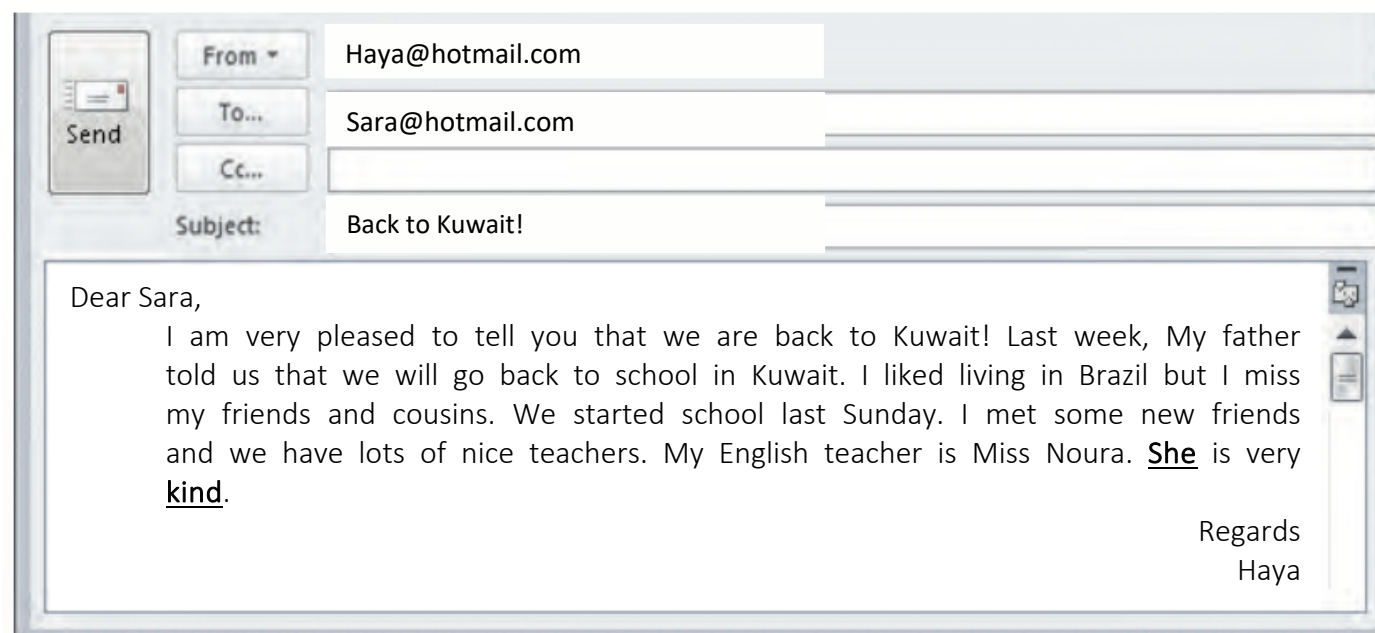 From
Haya@hotmail.com
Send
To...
Sara@hotmail.com
Cc...
Subject:
Back to Kuwait!
Dear Sara,
I am very pleased to tell you that we are back to Kuwait! Last week, My father
told us that we will go back to school in Kuwait. I liked living in Brazil but I miss
my friends and cousins. We started school last Sunday. I met some new friends
and we have lots of nice teachers. My English teacher is Miss Noura. She is very
kind.
Regards
Haya